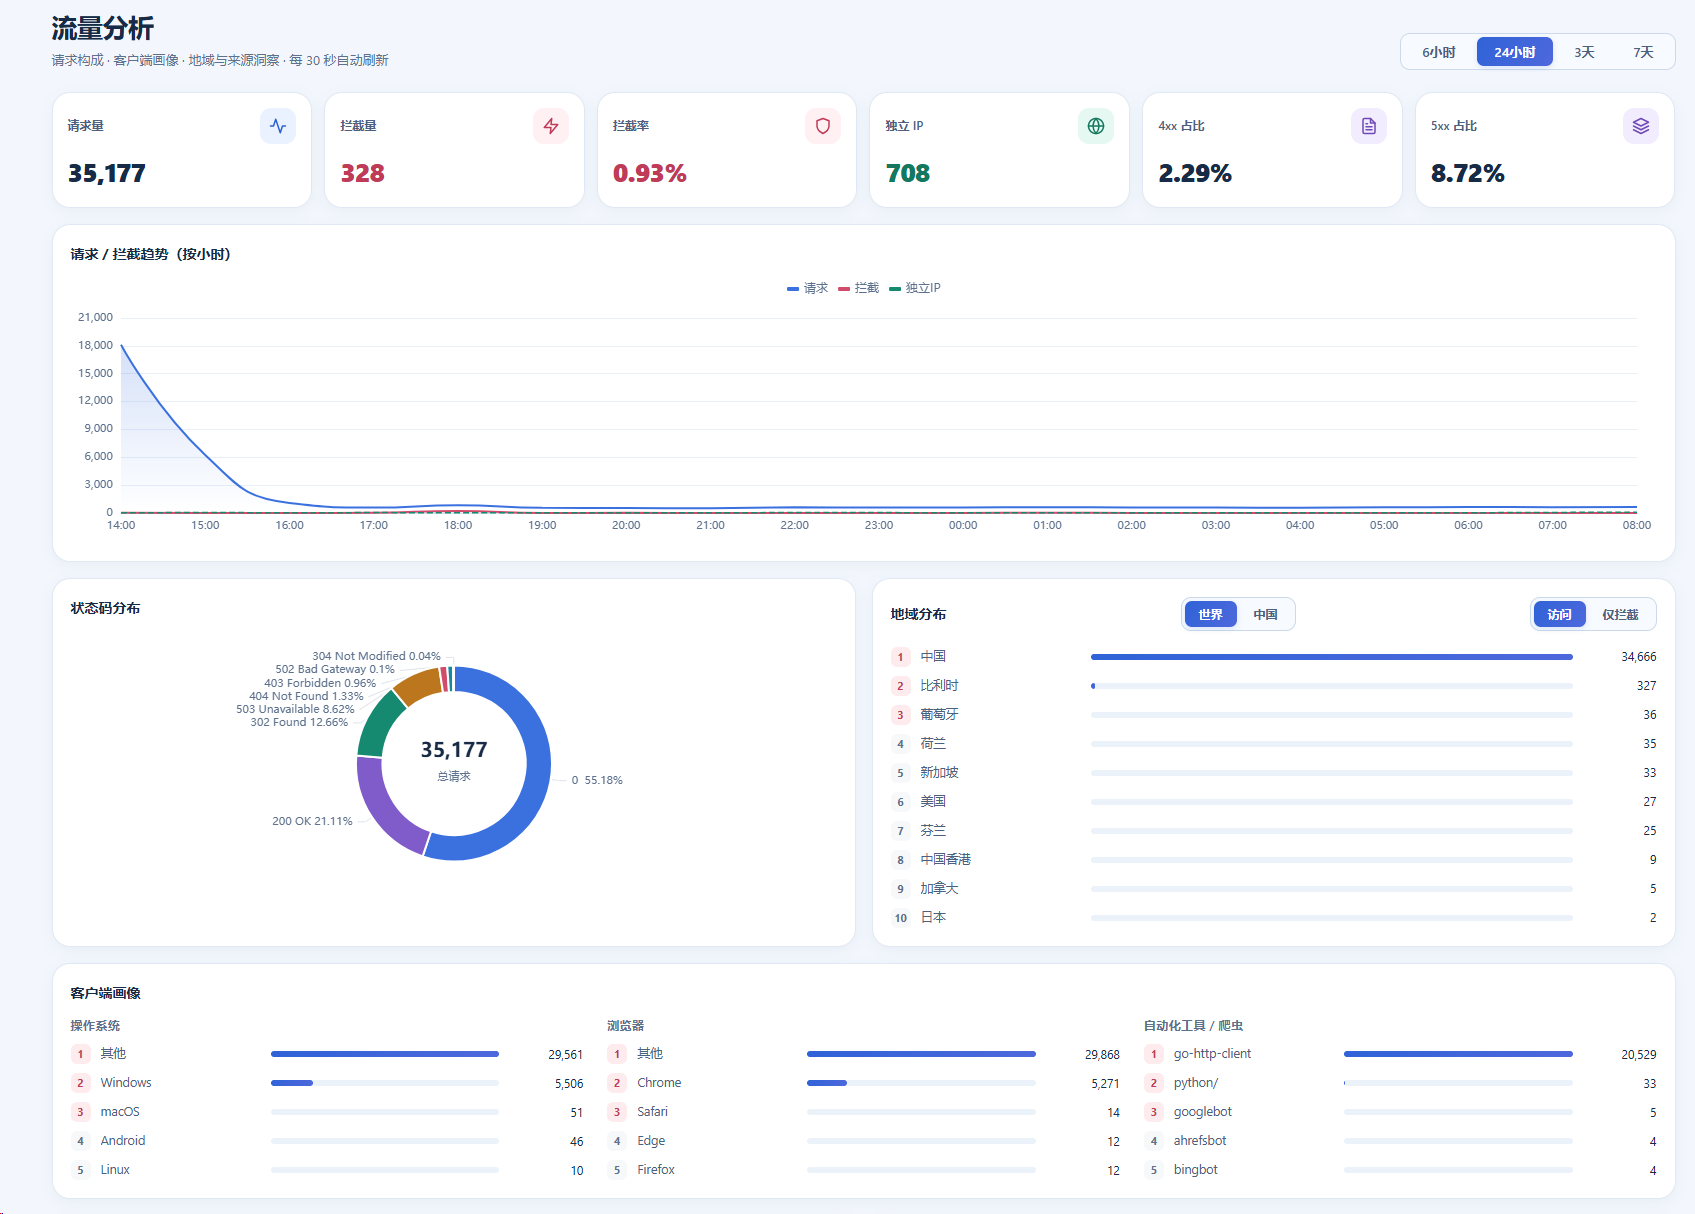 流量分析
请求构成 · 客户端画像 · 地域与来源洞察 · 每 30 秒自动刷新
6小时 24小时 3天 7天
请求量
35,177
拦截量
328
拦截率
0.93%
独立 IP
708
4xx 占比
2.29%
5xx 占比
8.72%
请求 / 拦截趋势（按小时）
请求 拦截 独立IP
21,000
18,000
15,000
12,000
9,000
6,000
3,000
0
14:00 15:00 16:00 17:00 18:00 19:00 20:00 21:00 22:00 23:00 00:00 01:00 02:00 03:00 04:00 05:00 06:00 07:00 08:00
状态码分布
304 Not Modified 0.04%
502 Bad Gateway 0.1%
403 Forbidden 0.96%
404 Not Found 1.33%
503 Unavailable 8.62%
302 Found 12.66%
35,177
总请求
0 55.18%
200 OK 21.11%
地域分布
世界 中国
访问 仅拦截
1 中国 34,666
2 比利时 327
3 葡萄牙 36
4 荷兰 35
5 新加坡 33
6 美国 27
7 芬兰 25
8 中国香港 9
9 加拿大 5
10 日本 2
客户端画像
操作系统
1 其他 29,561
2 Windows 5,506
3 macOS 51
4 Android 46
5 Linux 10
浏览器
1 其他 29,868
2 Chrome 5,271
3 Safari 14
4 Edge 12
5 Firefox 12
自动化工具 / 爬虫
1 go-http-client 20,529
2 python/ 33
3 googlebot 5
4 ahrefsbot 4
5 bingbot 4